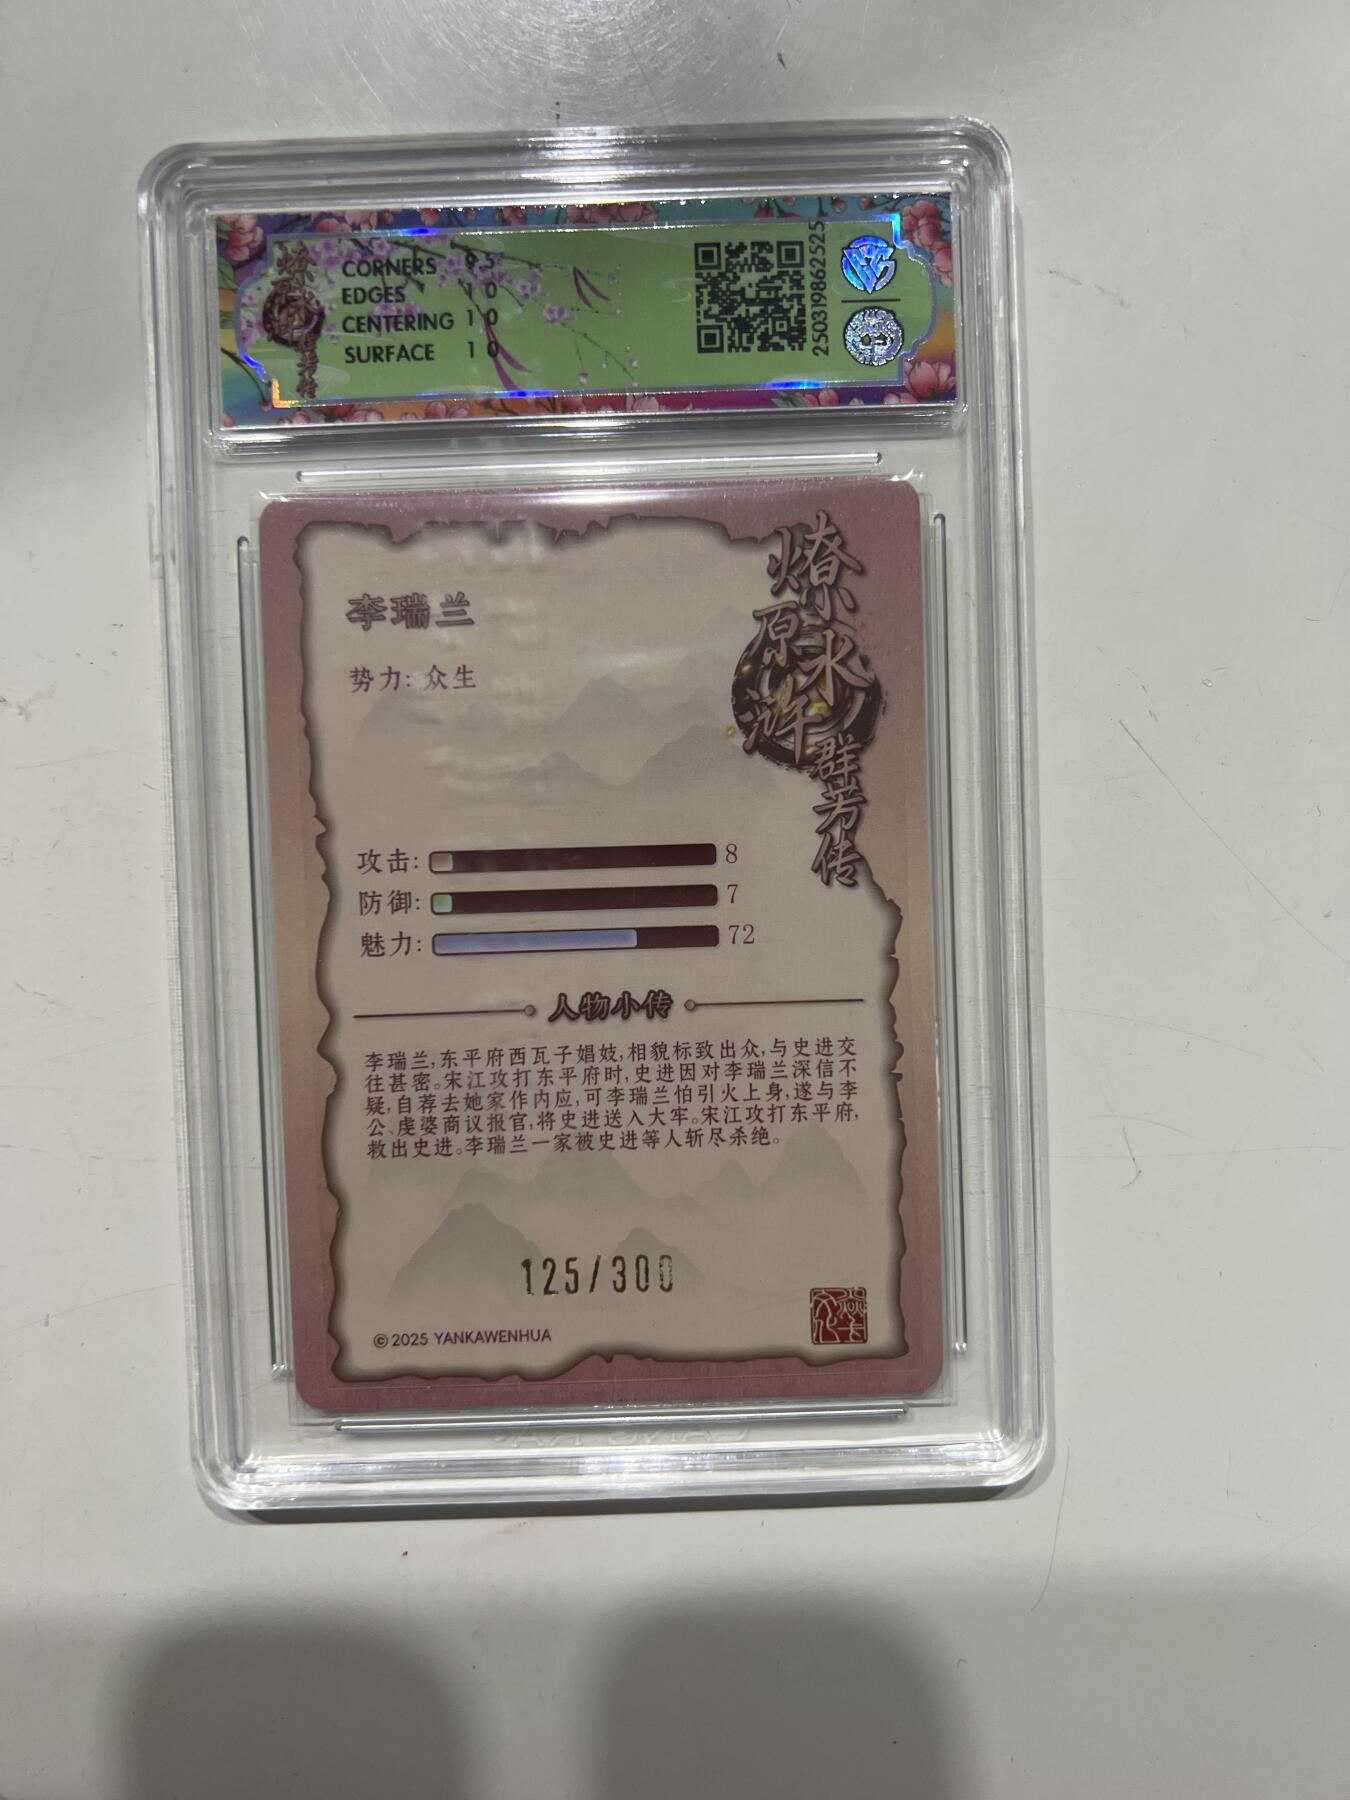 燎原水浒群芳传
CORNERS 9.5
EDGES 10
CENTERING 10
SURFACE 10
250319862525
李瑞兰
势力: 众生
燎原水浒
群芳传
攻击: 8
防御: 7
魅力: 72
人物小传
李瑞兰,东平府西瓦子娼妓,相貌标致出众,与史进交
往甚密。宋江攻打东平府时,史进因对李瑞兰深信不
疑,自荐去她家作内应,可李瑞兰怕引火上身,遂与李
公、虔婆商议报官,将史进送入大牢。宋江攻打东平府,
救出史进。李瑞兰一家被史进等人斩尽杀绝。
125/300
© 2025 YANKAWENHUA